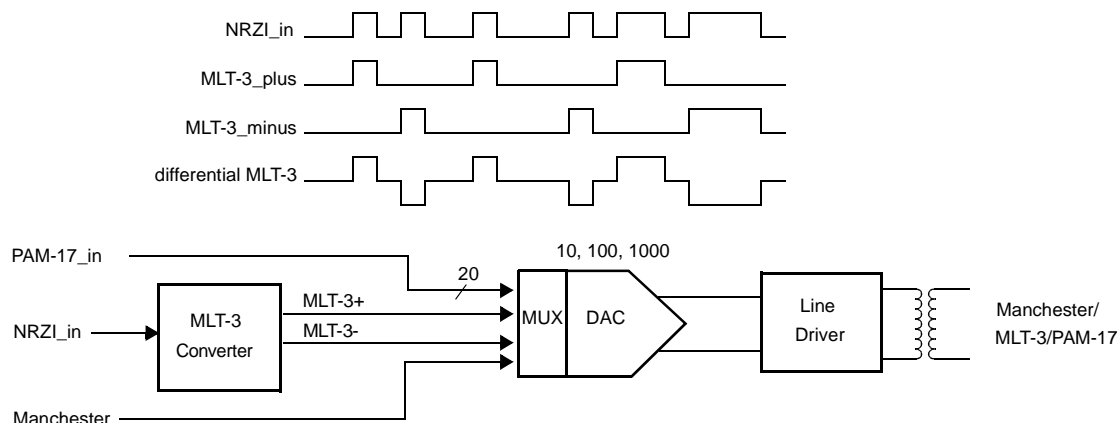 NRZI_in
MLT-3_plus
MLT-3_minus
differential MLT-3
PAM-17_in
10, 100, 1000
20
MLT-3+
MLT-3
Converter
NRZI_in
MLT-3-
MUX
DAC
Line
Driver
Manchester/
MLT-3/PAM-17
Manchester